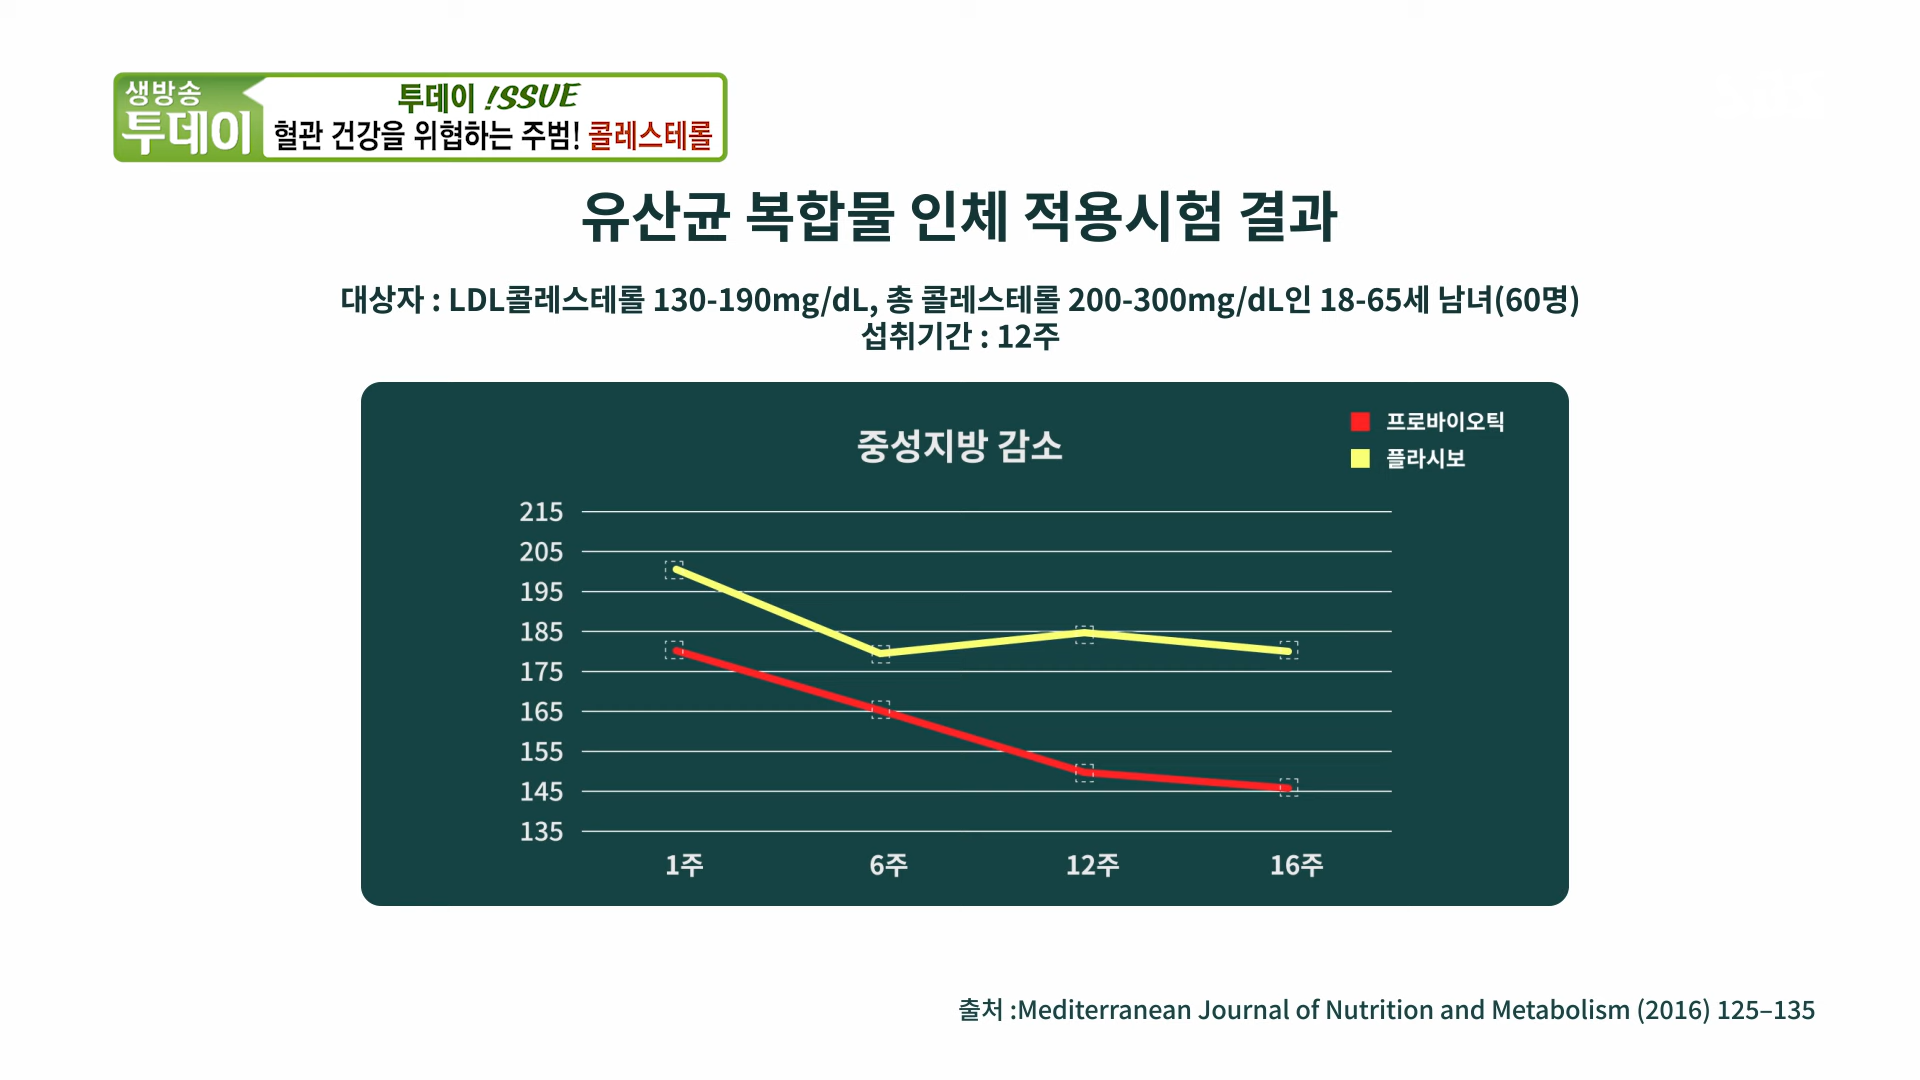 생방송
투데이
투데이 !SSUE
혈관 건강을 위협하는 주범! 콜레스테롤
유산균 복합물 인체 적용시험 결과
대상자 : LDL콜레스테롤 130-190mg/dL, 총 콜레스테롤 200-300mg/dL인 18-65세 남녀(60명)
섭취기간 : 12주
중성지방 감소
프로바이오틱
플라시보
215
205
195
185
175
165
155
145
135
1주 6주 12주 16주
출처 :Mediterranean Journal of Nutrition and Metabolism (2016) 125–135